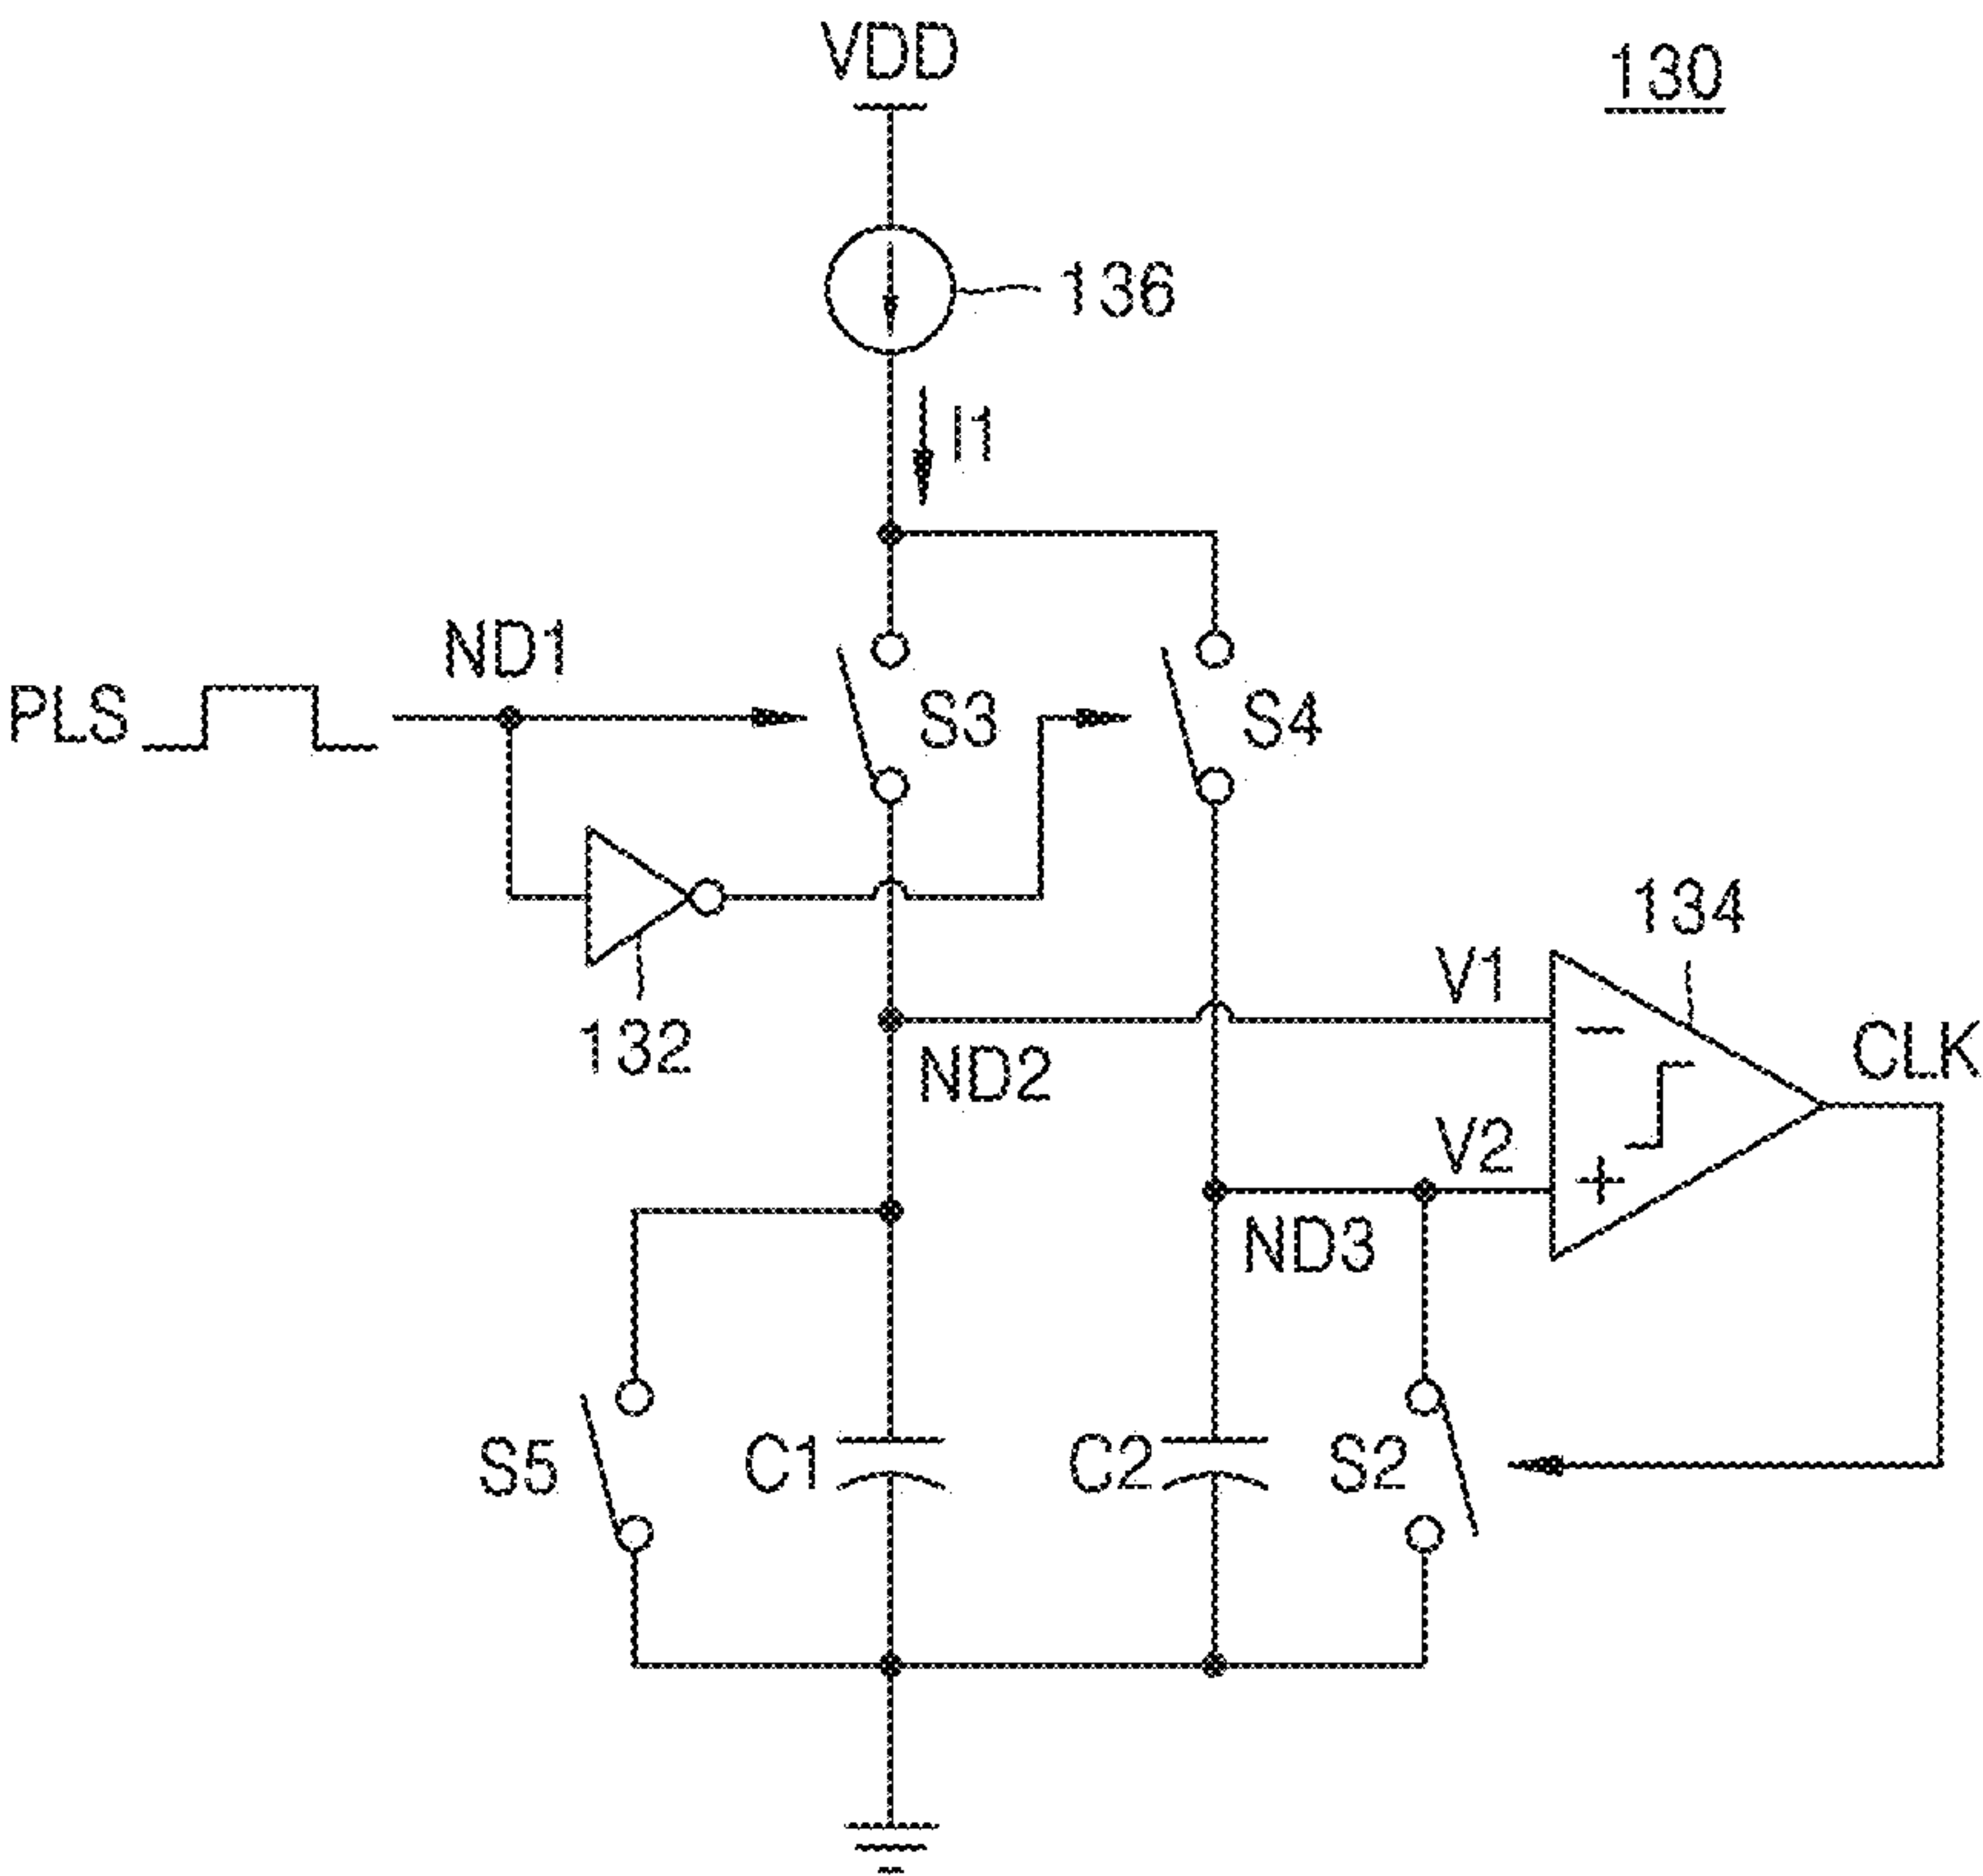 VDD
130
136
I1
ND1
PLS
S3
S4
132
134
V1
CLK
ND2
V2
ND3
S5
C1
C2
S2